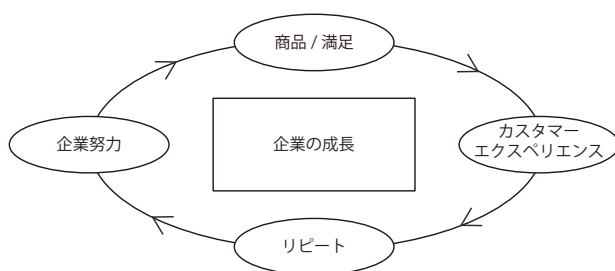 商品 / 満足
企業努力
企業の成長
カスタマー
エクスペリエンス
リピート